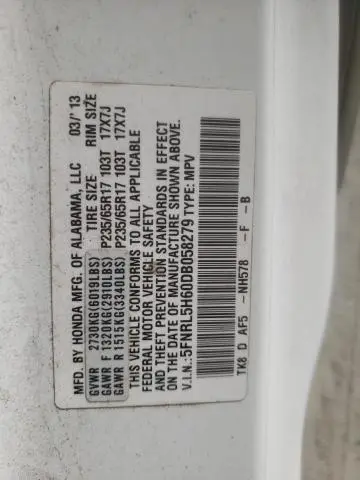 MFD. BY HONDA MFG. OF ALABAMA, LLC 03/'13
TIRE SIZE RIM SIZE
GVWR 2730KG(6019LBS)
GAWR F 1320KG(2910LBS) P235/65R17 103T 17X7J
GAWR R 1515KG(3340LBS) P235/65R17 103T 17X7J
THIS VEHICLE CONFORMS TO ALL APPLICABLE
FEDERAL MOTOR VEHICLE SAFETY
AND THEFT PREVENTION STANDARDS IN EFFECT
ON THE DATE OF MANUFACTURE SHOWN ABOVE.
V.I.N.:5FNRL5H60DB058279 TYPE: MPV
TK8 D AF5 -NH578 -F -B